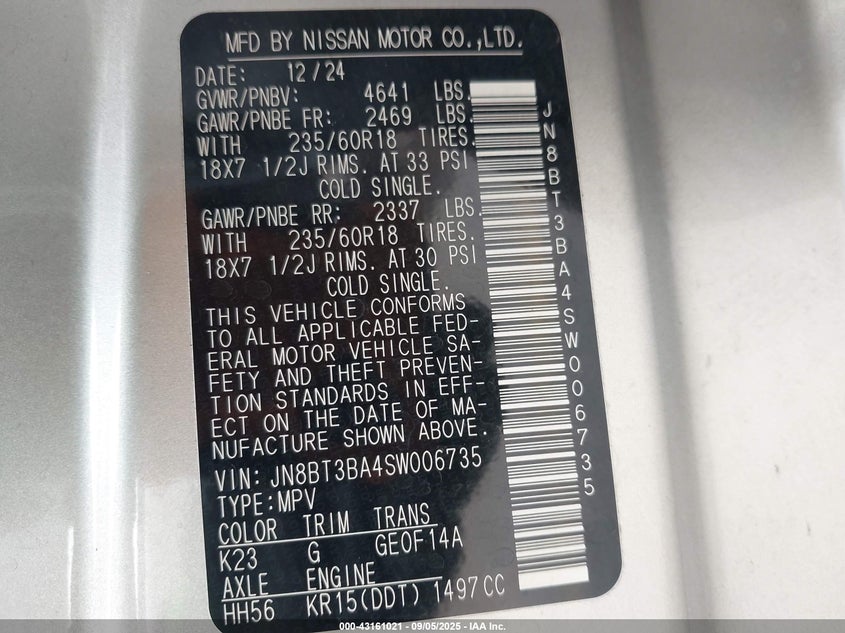 MFD BY NISSAN MOTOR CO.,LTD.
DATE: 12/24
GVWR/PNBV: 4641 LBS.
GAWR/PNBE FR: 2469 LBS.
WITH 235/60R18 TIRES.
18X7 1/2J RIMS. AT 33 PSI
COLD SINGLE.
GAWR/PNBE RR: 2337 LBS.
WITH 235/60R18 TIRES.
18X7 1/2J RIMS. AT 30 PSI
COLD SINGLE.
THIS VEHICLE CONFORMS
TO ALL APPLICABLE FED-
ERAL MOTOR VEHICLE SA-
FETY AND THEFT PREVEN-
TION STANDARDS IN EFF-
ECT ON THE DATE OF MA-
NUFACTURE SHOWN ABOVE.
VIN: JN8BT3BA4SW006735
TYPE:MPV
COLOR TRIM TRANS
K23 G GE0F14A
AXLE ENGINE
HH56 KR15(DDT) 1497CC
JN8BT3BA4SW006735
000-43161021 - 09/05/2025 - IAA Inc.